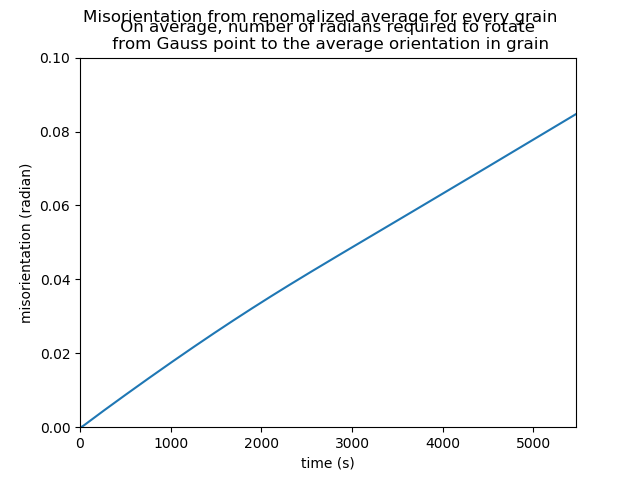 Misorientation from renomalized average for every grain
On average, number of radians required to rotate
from Gauss point to the average orientation in grain
0.10
0.08
0.06
0.04
0.02
0.00
misorientation (radian)
0 1000 2000 3000 4000 5000
time (s)